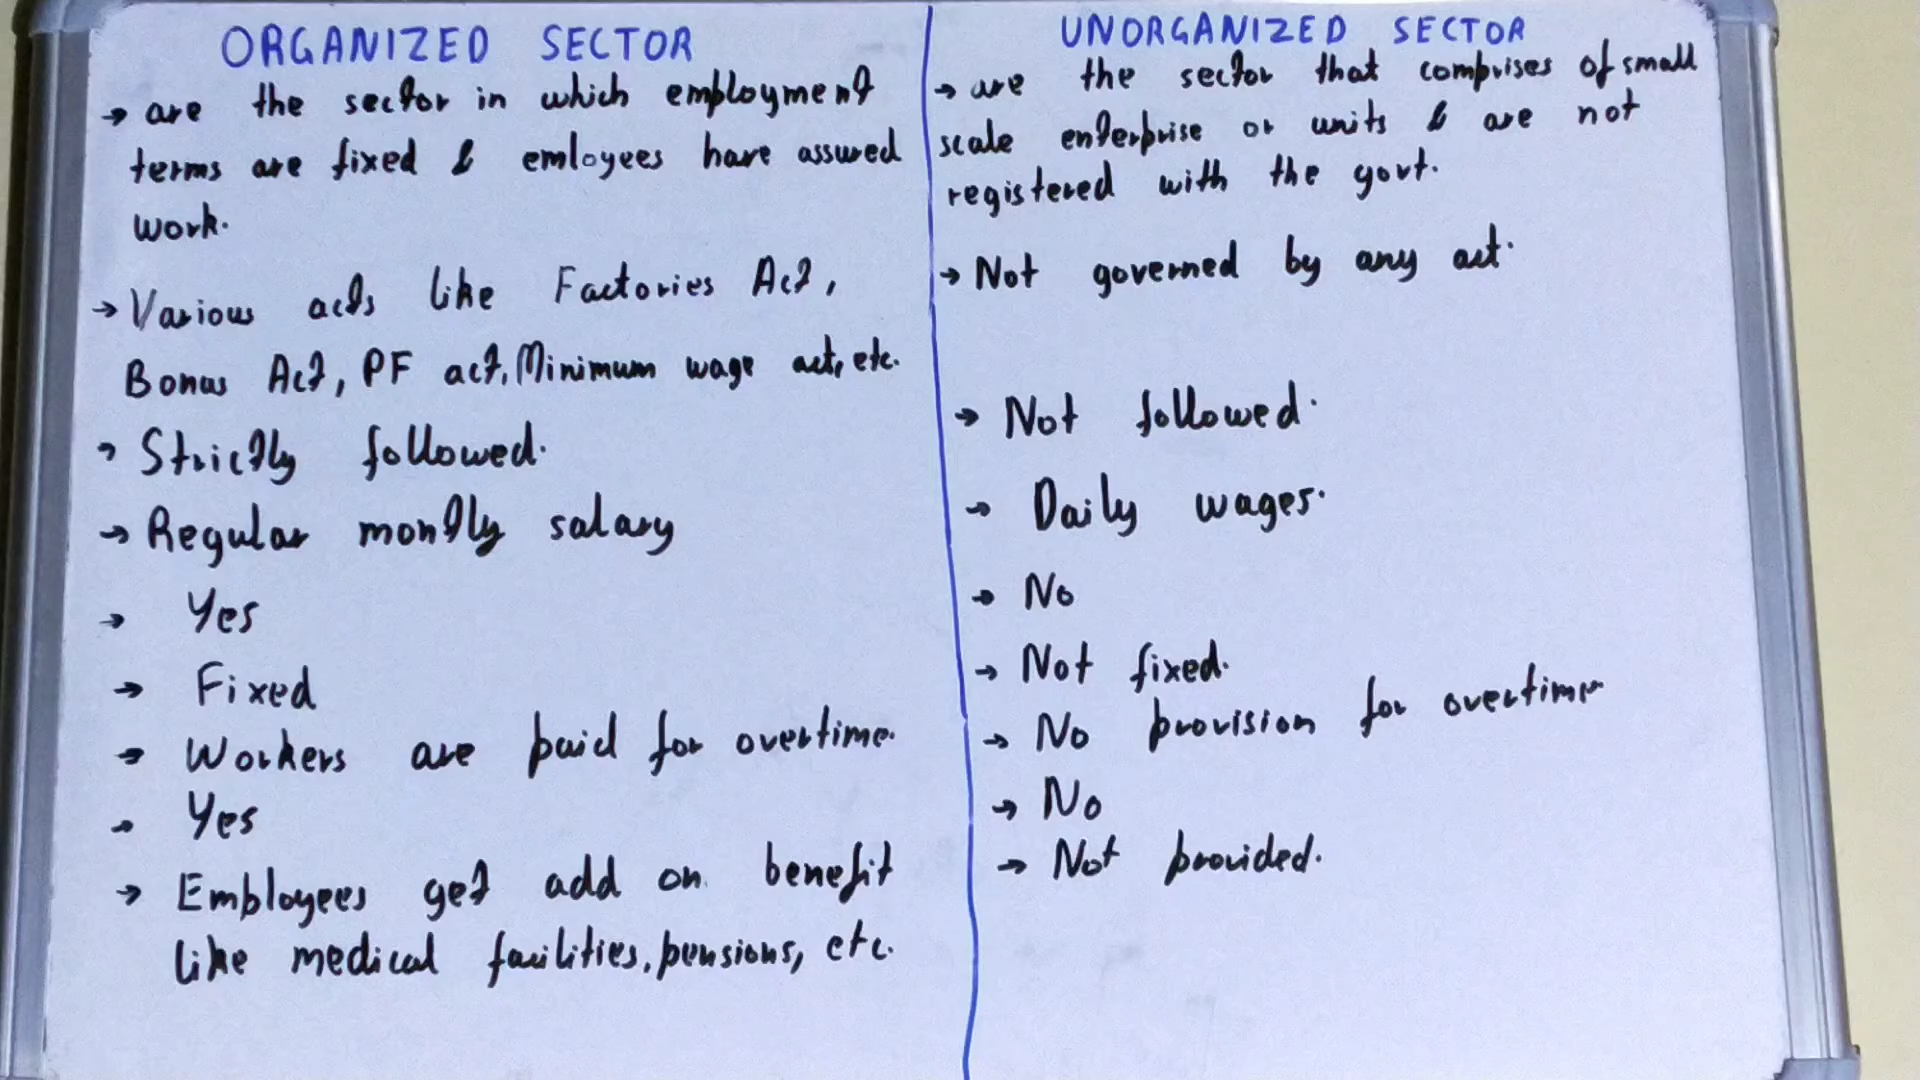 ORGANIZED SECTOR
→ are the sector in which employment
terms are fixed & emloyees have assured
work.
→ Various acts like Factories Act,
Bonus Act, PF act, Minimum wage act, etc.
→ Strictly followed.
→ Regular montly salary
→ Yes
→ Fixed
→ Workers are paid for overtime.
→ Yes
→ Employees get add on benefit
like medical facilities, pensions, etc.
UNORGANIZED SECTOR
→ are the sector that comprises of small
scale enterprise or units & are not
registered with the govt.
→ Not governed by any act.
→ Not followed.
→ Daily wages.
→ No
→ Not fixed.
→ No provision for overtime
→ No
→ Not provided.